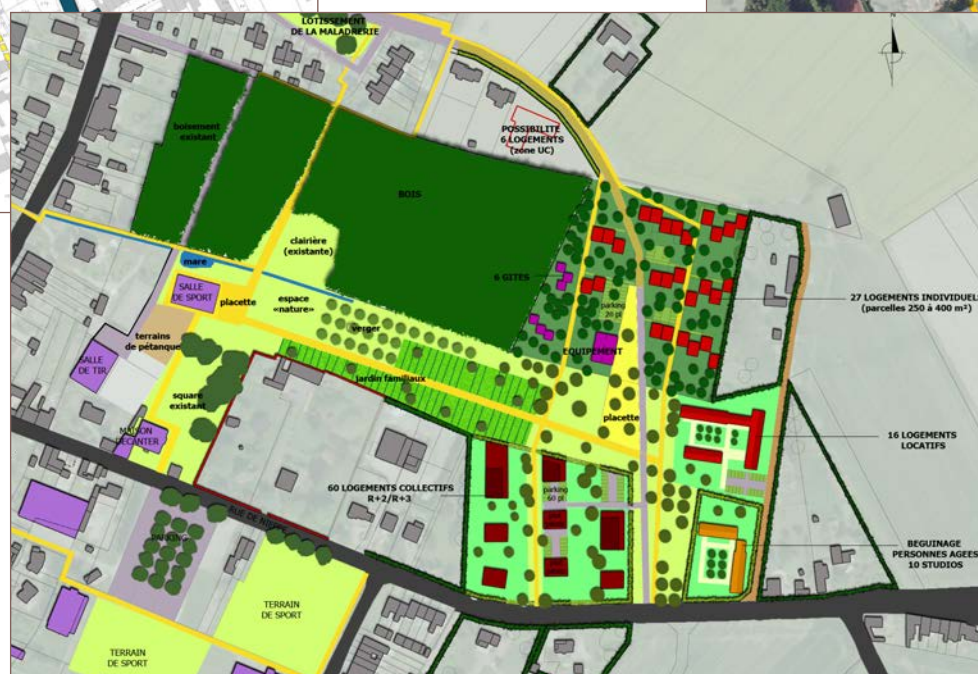 LOTISSEMENT
DE LA MALADRERIE
N
boisement
existant
POSSIBILITE
6 LOGEMENTS
(zone UC)
BOIS
clairière
(existante)
mare
SALLE
DE SPORT
placette
espace
«nature»
6 GITES
parking
20 pl
27 LOGEMENTS INDIVIDUEL
(parcelles 250 à 400 m²)
verger
terrains
de pétanque
SALLE
DE TIR
EQUIPEMENT
jardin familiaux
square
existant
placette
MAISON
DECANTER
16 LOGEMENTS
LOCATIFS
60 LOGEMENTS COLLECTIFS
R+2/R+3
parking
60 pl
RUE DE NIEPPE
PARKING
BEGUINAGE
PERSONNES AGEES
10 STUDIOS
TERRAIN
DE SPORT
TERRAIN
DE SPORT